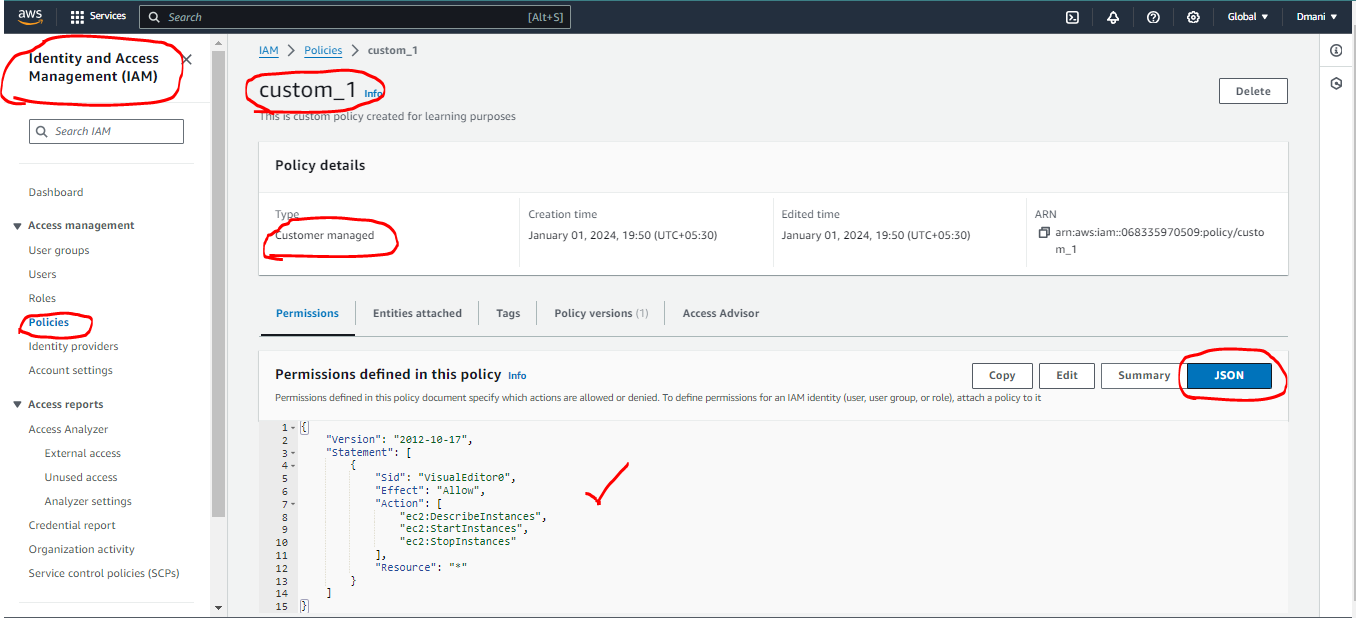 aws Services Search [Alt+S] Global Dmani
Identity and Access
Management (IAM)
Search IAM
Dashboard
Access management
User groups
Users
Roles
Policies
Identity providers
Account settings
Access reports
Access Analyzer
External access
Unused access
Analyzer settings
Credential report
Organization activity
Service control policies (SCPs)
IAM > Policies > custom_1
custom_1 Info
Delete
This is custom policy created for learning purposes
Policy details
Type
Customer managed
Creation time
January 01, 2024, 19:50 (UTC+05:30)
Edited time
January 01, 2024, 19:50 (UTC+05:30)
ARN
arn:aws:iam::068335970509:policy/custo
m_1
Permissions Entities attached Tags Policy versions (1) Access Advisor
Permissions defined in this policy Info
Copy Edit Summary JSON
Permissions defined in this policy document specify which actions are allowed or denied. To define permissions for an IAM identity (user, user group, or role), attach a policy to it
1 {
2 "Version": "2012-10-17",
3 "Statement": [
4 {
5 "Sid": "VisualEditor0",
6 "Effect": "Allow",
7 "Action": [
8 "ec2:DescribeInstances",
9 "ec2:StartInstances",
10 "ec2:StopInstances"
11 ],
12 "Resource": "*"
13 }
14 ]
15 }